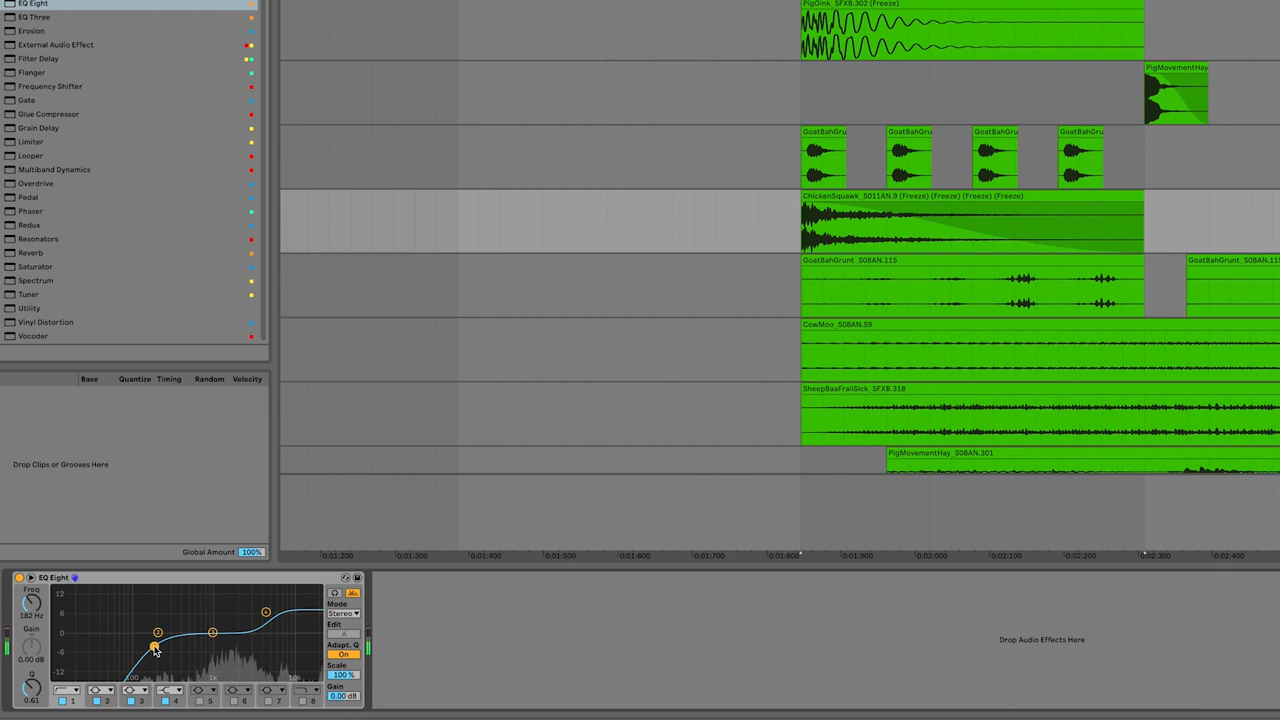 EQ Eight
EQ Three
Erosion
External Audio Effect
Filter Delay
Flanger
Frequency Shifter
Gate
Glue Compressor
Grain Delay
Limiter
Looper
Multiband Dynamics
Overdrive
Pedal
Phaser
Redux
Resonators
Reverb
Saturator
Spectrum
Tuner
Utility
Vinyl Distortion
Vocoder
Base Quantize Timing Random Velocity
Drop Clips or Grooves Here
Global Amount 100%
PigOink_SFXB.302 (Freeze)
PigMovementHay
GoatBahGru GoatBahGru GoatBahGru GoatBahGru
ChickenSquawk_S011AN.9 (Freeze) (Freeze) (Freeze) (Freeze)
GoatBahGrunt_S08AN.115 GoatBahGrunt_S08AN.115
CowMoo_S08AN.59
SheepBaaFrailSick_SFXB.318
PigMovementHay_S08AN.301
0:01:200 0:01:300 0:01:400 0:01:500 0:01:600 0:01:700 0:01:800 0:01:900 0:02:000 0:02:100 0:02:200 0:02:300 0:02:400
EQ Eight
Freq
182 Hz
Gain
0.00 dB
Q
0.61
12
6
0
-6
-12
100 1k 10k
1 2 3 4 5 6 7 8
Mode
Stereo
Edit
A
Adapt. Q
On
Scale
100 %
Gain
0.00 dB
Drop Audio Effects Here